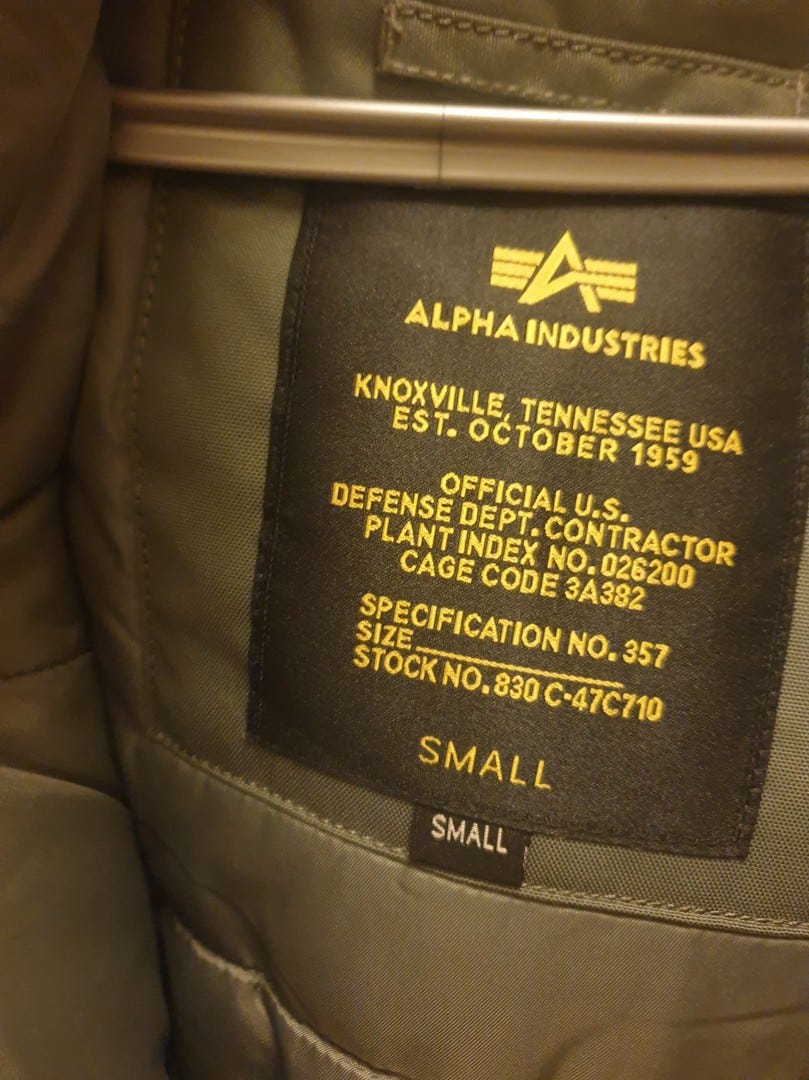 ALPHA INDUSTRIES
KNOXVILLE, TENNESSEE USA
EST. OCTOBER 1959
OFFICIAL U.S.
DEFENSE DEPT. CONTRACTOR
PLANT INDEX NO. 026200
CAGE CODE 3A382
SPECIFICATION NO. 357
SIZE
STOCK NO. 830 C-47C710
SMALL
SMALL